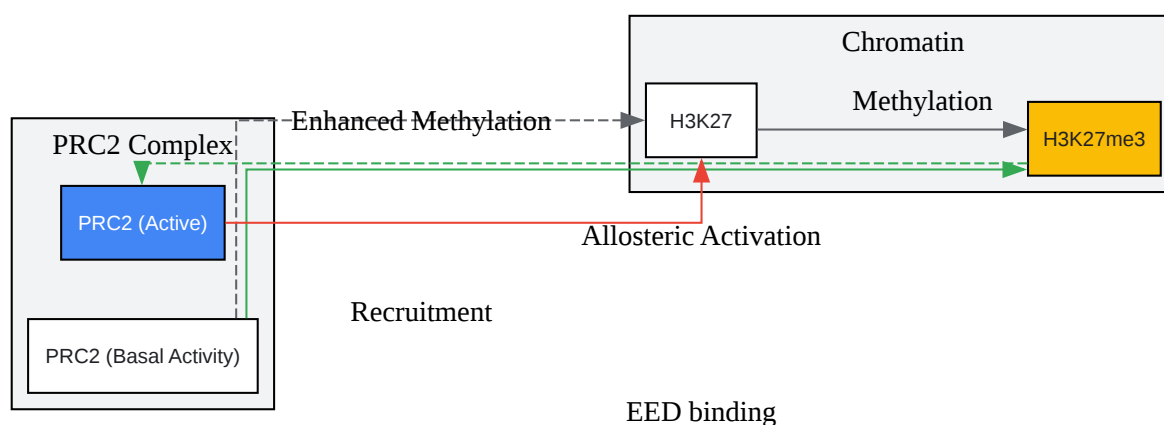 Chromatin
Methylation
H3K27
Enhanced Methylation
H3K27me3
PRC2 Complex
PRC2 (Active)
Allosteric Activation
Recruitment
PRC2 (Basal Activity)
EED binding